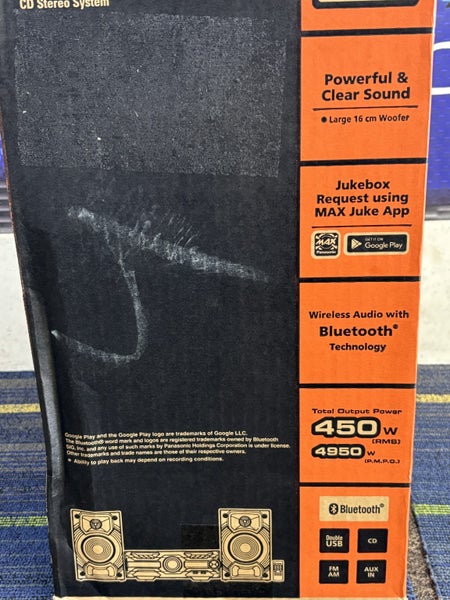 CD Stereo System
Powerful &
Clear Sound
• Large 16 cm Woofer
Jukebox
Request using
MAX Juke App
MAX
Panasonic
GET IT ON
Google Play
Wireless Audio with
Bluetooth®
Technology
Google Play and the Google Play logo are trademarks of Google LLC.
The Bluetooth® word mark and logos are registered trademarks owned by Bluetooth
SIG, Inc. and any use of such marks by Panasonic Holdings Corporation is under license.
Other trademarks and trade names are those of their respective owners.
• Ability to play back may depend on recording conditions.
Total Output Power
450 W
(RMS)
4950 W
(P.M.P.O.)
Bluetooth®
Double
USB
CD
FM
AM
AUX
IN